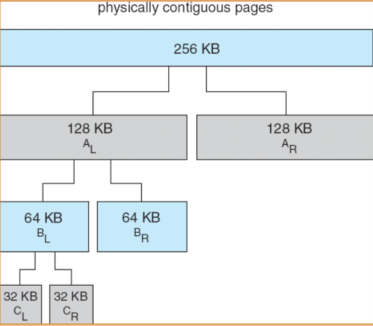 physically contiguous pages
256 KB
128 KB
A_L
128 KB
A_R
64 KB
B_L
64 KB
B_R
32 KB
C_L
32 KB
C_R